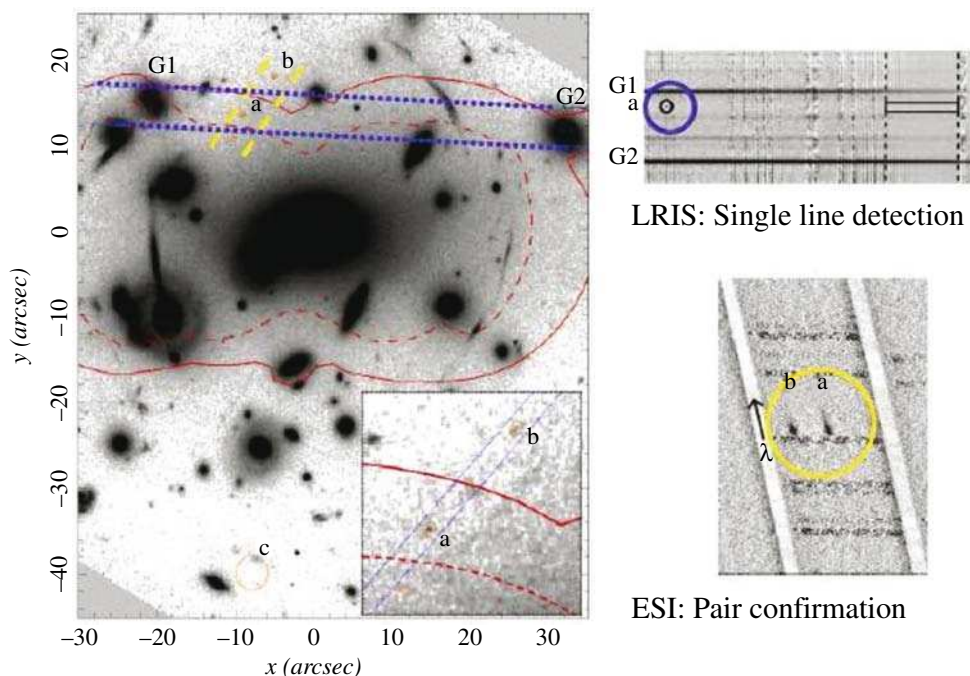 20
10
0
−10
−20
−30
−40
y (arcsec)
−30
−20
−10
0
10
20
30
x (arcsec)
G1
b
a
G2
c
b
a
G1
a
G2
LRIS: Single line detection
b a
λ
ESI: Pair confirmation